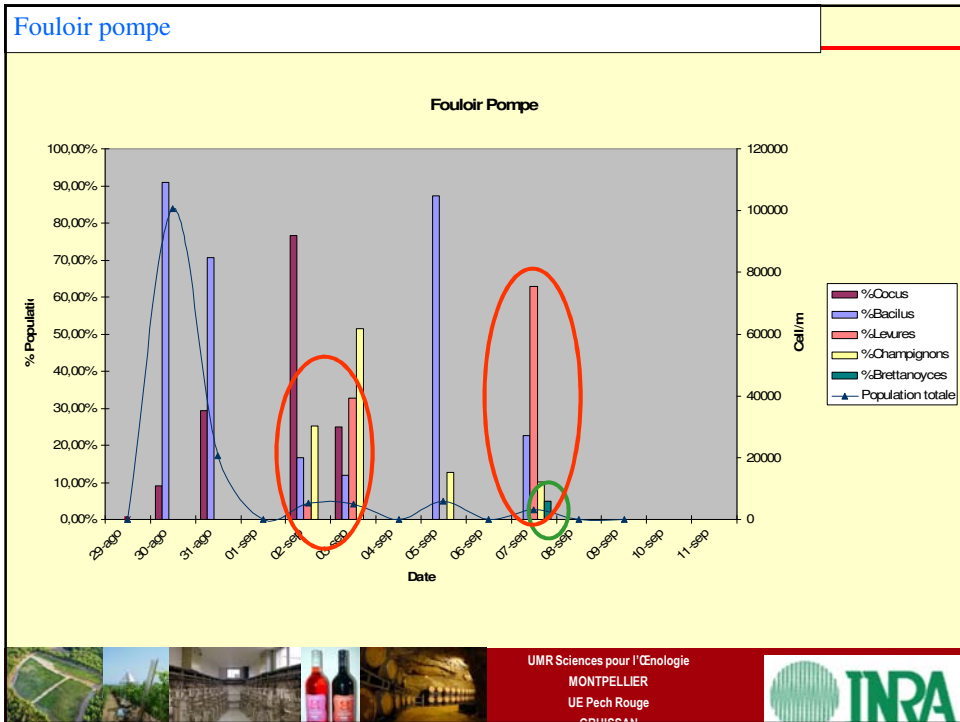 Fouloir pompe
Fouloir Pompe
100,00%
90,00%
80,00%
70,00%
60,00%
50,00%
40,00%
30,00%
20,00%
10,00%
0,00%
% Populatio
120000
100000
80000
60000
40000
20000
0
Cell/m
29-ago
30-ago
31-ago
01-sep
02-sep
03-sep
04-sep
05-sep
06-sep
07-sep
08-sep
09-sep
10-sep
11-sep
Date
%Cocus
%Bacilus
%Levures
%Champignons
%Brettanoyces
Population totale
UMR Sciences pour l'Œnologie
MONTPELLIER
UE Pech Rouge
GRUISSAN
INRA